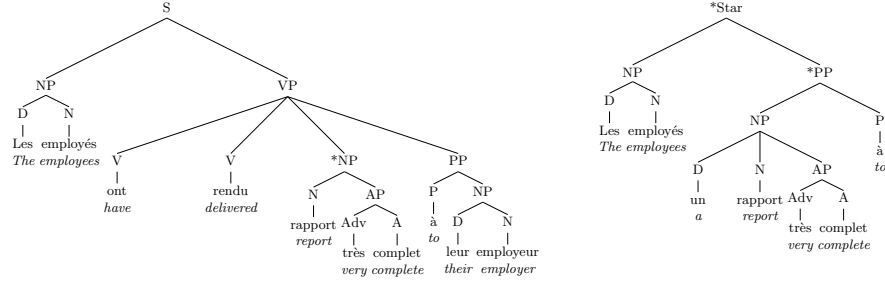 S *Star
NP VP NP *PP
D N D N NP P
Les employés Les employés à
The employees The employees to
V V *NP PP D N AP
ont rendu N AP P NP un rapport Adv A
have delivered rapport Adv A à D N a report très complet
report très complet to leur employeur very complete
very complete their employer